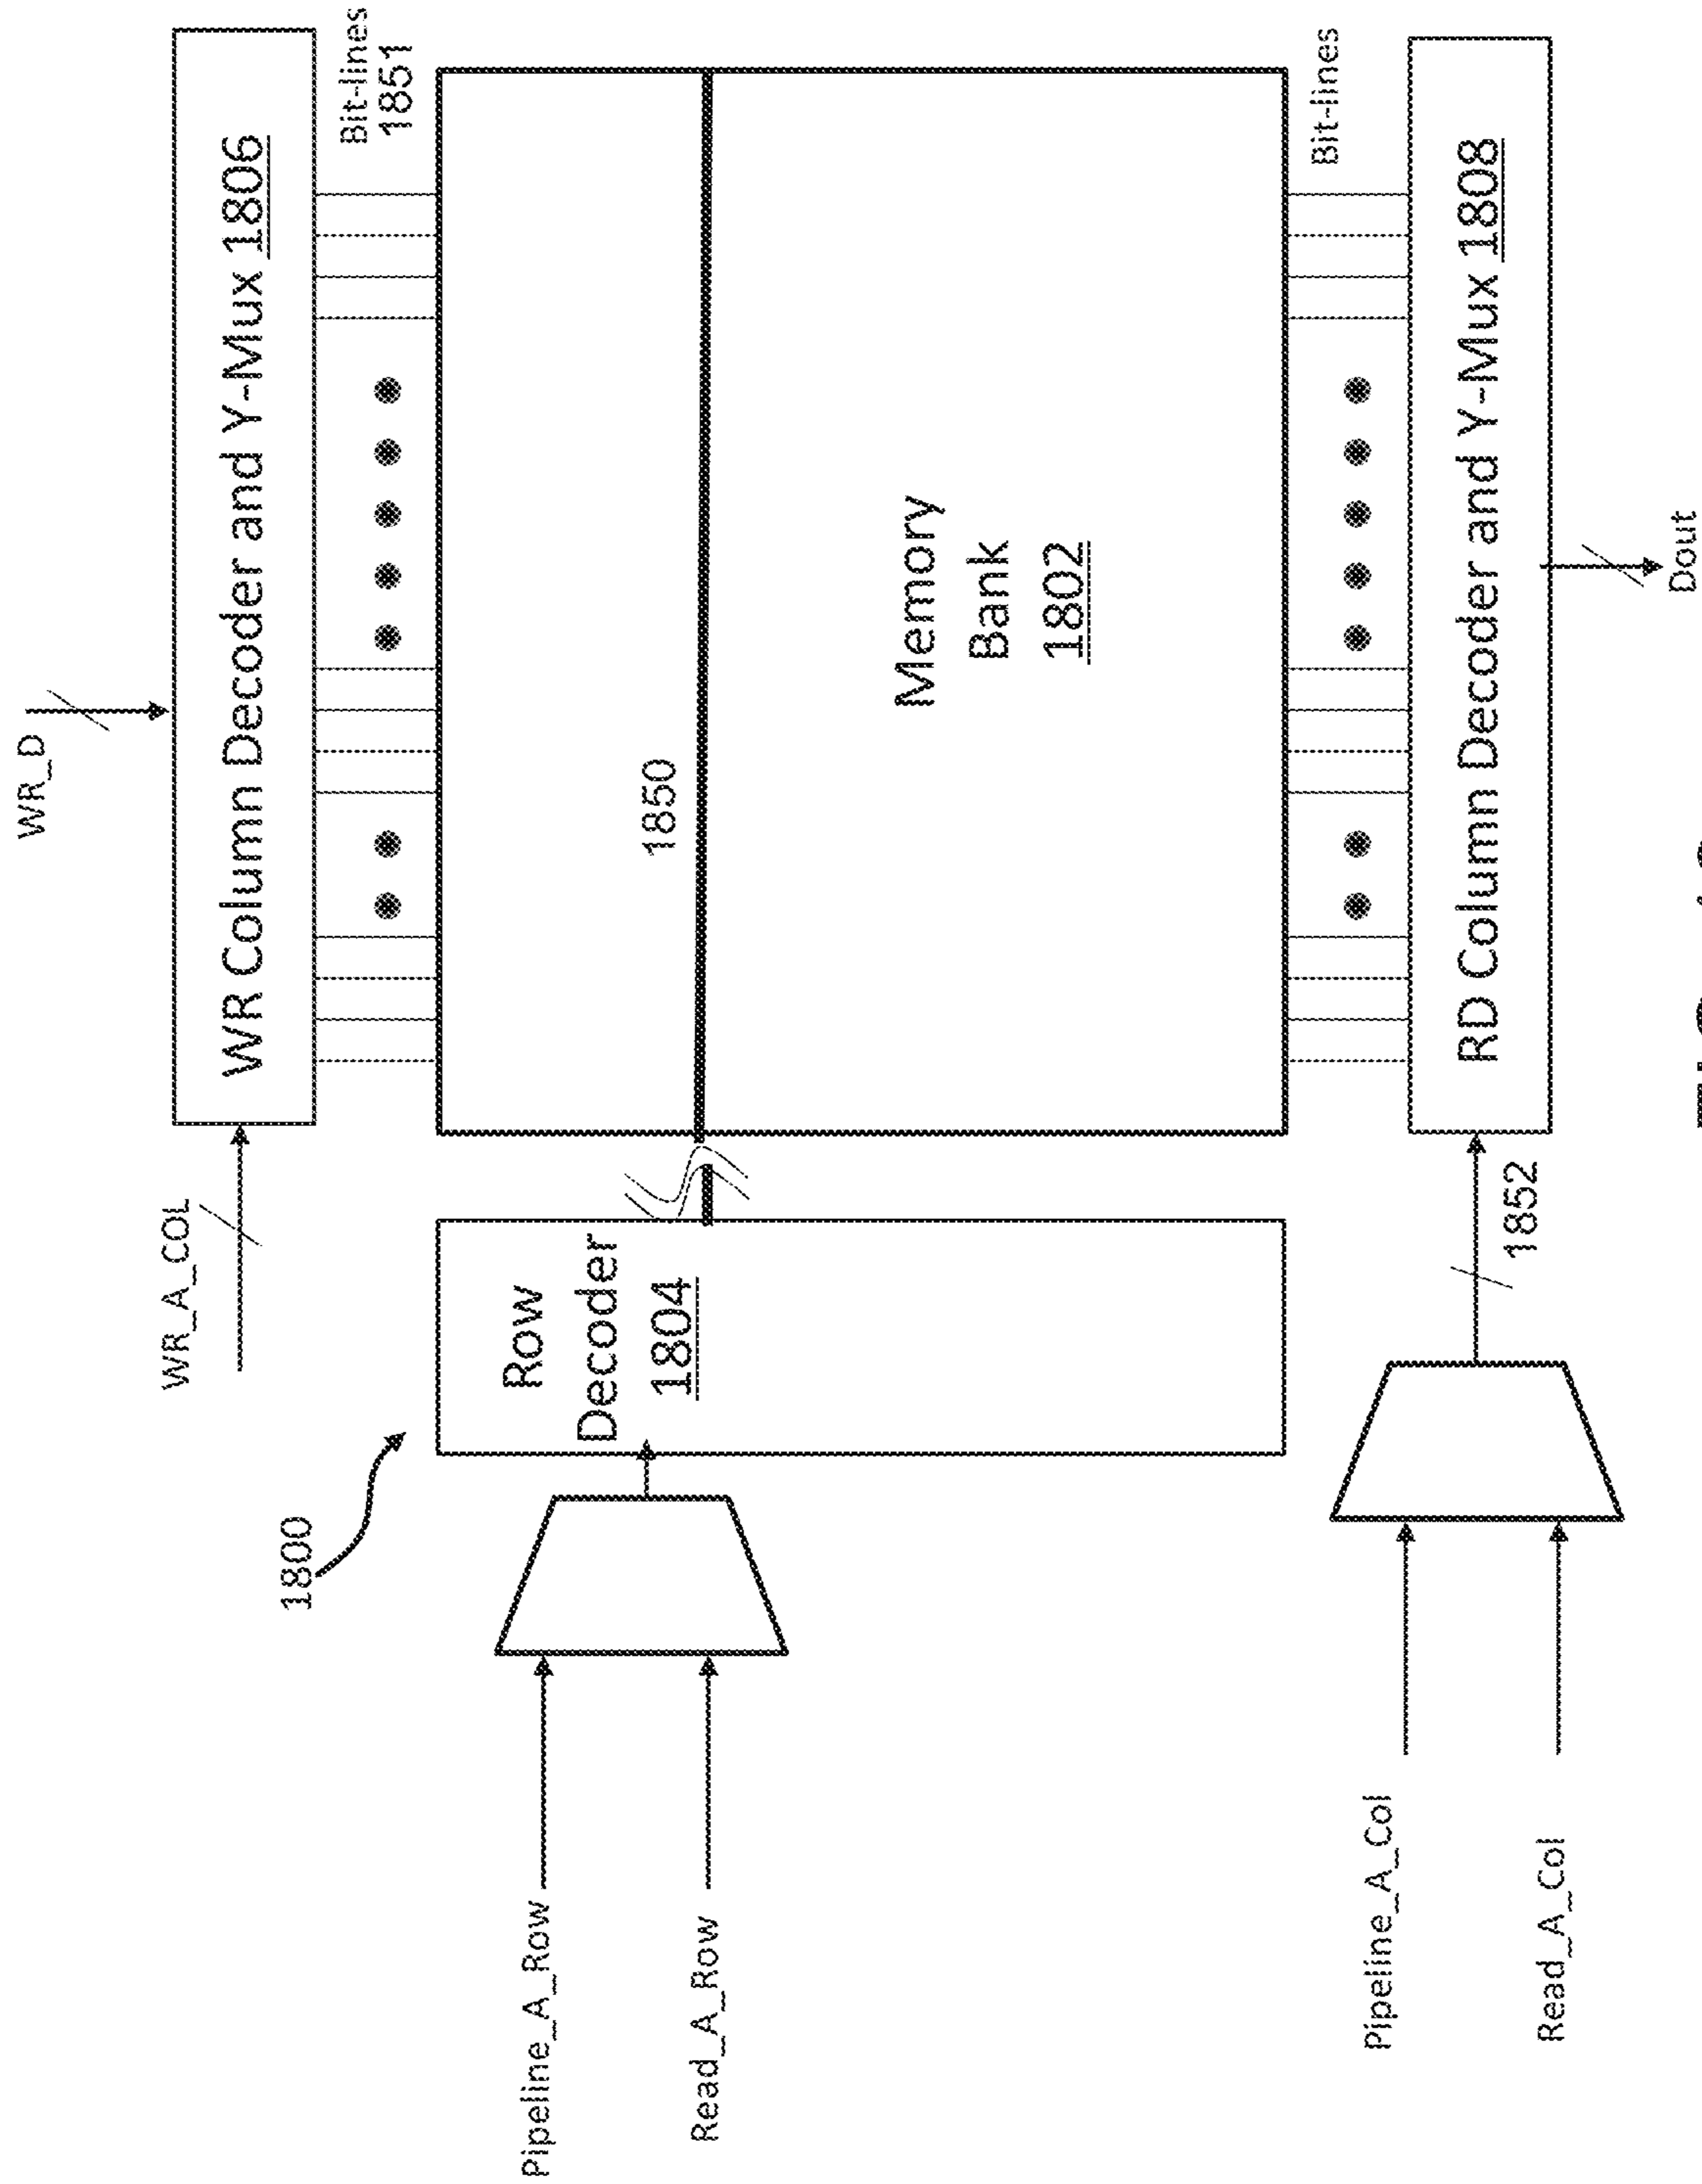 WR_D
WR_A_COL
WR Column Decoder and Y-Mux 1806
Bit-lines
1851
1800
Pipeline_A_Row
Read_A_Row
Row
Decoder
1804
1850
Memory
Bank
1802
Bit-lines
Pipeline_A_Col
Read_A_Col
1852
RD Column Decoder and Y-Mux 1808
Dout